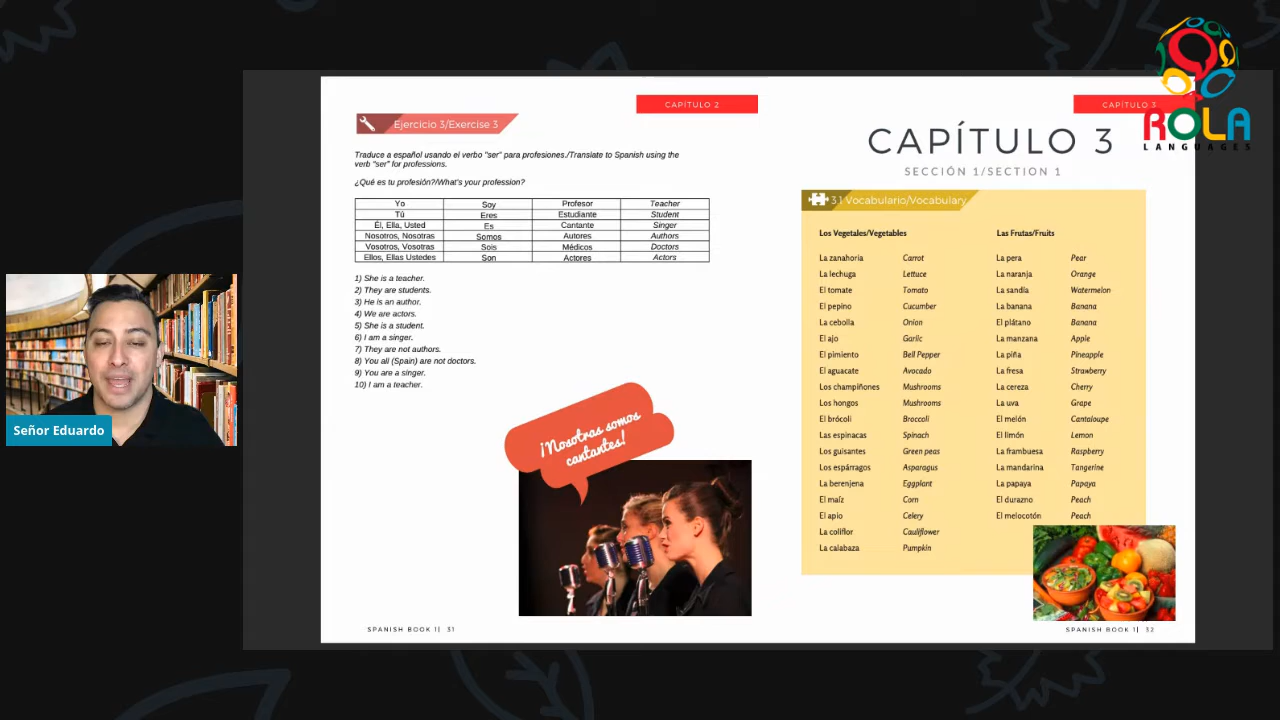 CAPÍTULO 2
Ejercicio 3/Exercise 3
Traduce a español usando el verbo "ser" para profesiones./Translate to Spanish using the
verb "ser" for professions.
¿Qué es tu profesión?/What's your profession?
Yo Soy Profesor Teacher
Tú Eres Estudiante Student
Él, Ella, Usted Es Cantante Singer
Nosotros, Nosotras Somos Autores Authors
Vosotros, Vosotras Sois Médicos Doctors
Ellos, Ellas Ustedes Son Actores Actors
1) She is a teacher.
2) They are students.
3) He is an author.
4) We are actors.
5) She is a student.
6) I am a singer.
7) They are not authors.
8) You all (Spain) are not doctors.
9) You are a singer.
10) I am a teacher.
¡Nosotras somos
cantantes!
SPANISH BOOK 1| 31
CAPÍTULO 3
CAPÍTULO 3
SECCIÓN 1/SECTION 1
3.1 Vocabulario/Vocabulary
Los Vegetales/Vegetables Las Frutas/Fruits
La zanahoria Carrot La pera Pear
La lechuga Lettuce La naranja Orange
El tomate Tomato La sandía Watermelon
El pepino Cucumber La banana Banana
La cebolla Onion El plátano Banana
El ajo Garlic La manzana Apple
El pimiento Bell Pepper La piña Pineapple
El aguacate Avocado La fresa Strawberry
Los champiñones Mushrooms La cereza Cherry
Los hongos Mushrooms La uva Grape
El brócoli Broccoli El melón Cantaloupe
Las espinacas Spinach El limón Lemon
Los guisantes Green peas La frambuesa Raspberry
Los espárragos Asparagus La mandarina Tangerine
La berenjena Eggplant La papaya Papaya
El maíz Corn El durazno Peach
El apio Celery El melocotón Peach
La coliflor Cauliflower
La calabaza Pumpkin
SPANISH BOOK 1| 32
ROLA
LANGUAGES
Señor Eduardo